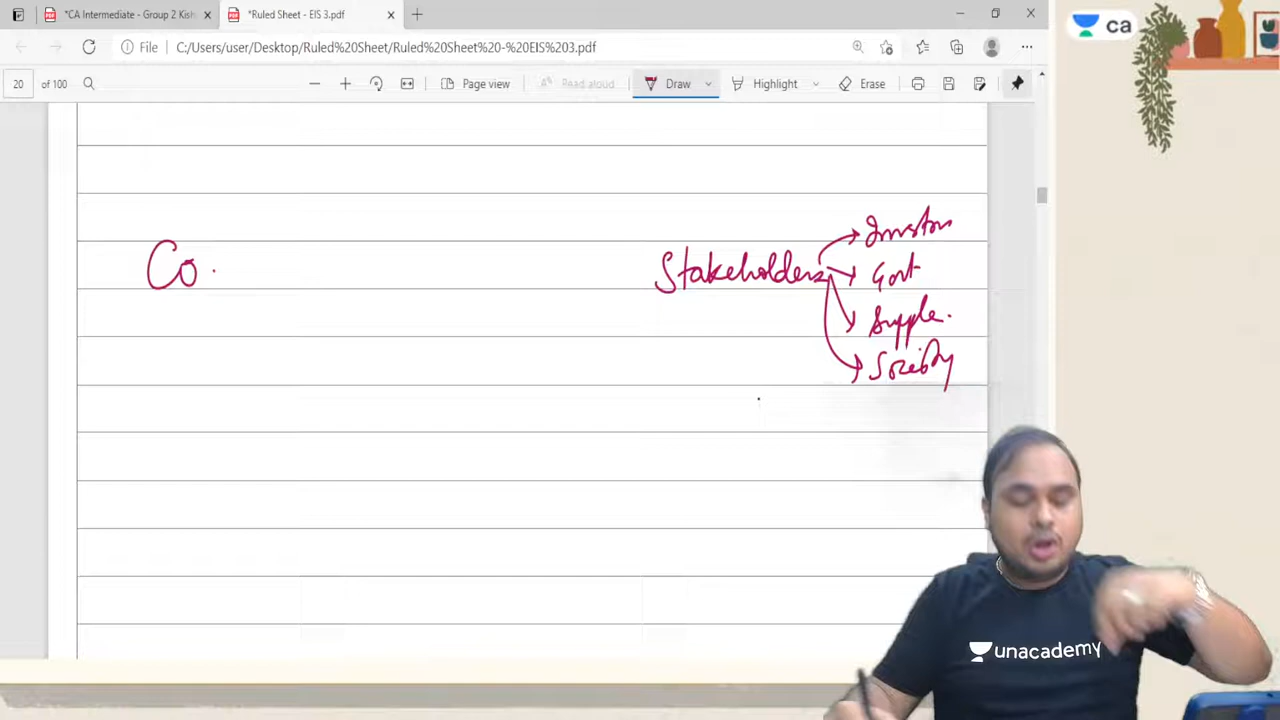 *CA Intermediate - Group 2 Kish
*Ruled Sheet - EIS 3.pdf
File
C:/Users/user/Desktop/Ruled%20Sheet/Ruled%20Sheet%20-%20EIS%203.pdf
20 of 100
Page view
Read aloud
Draw
Highlight
Erase
ca
Co.
Stakeholders
Investors
Govt
Supple.
Society
unacademy